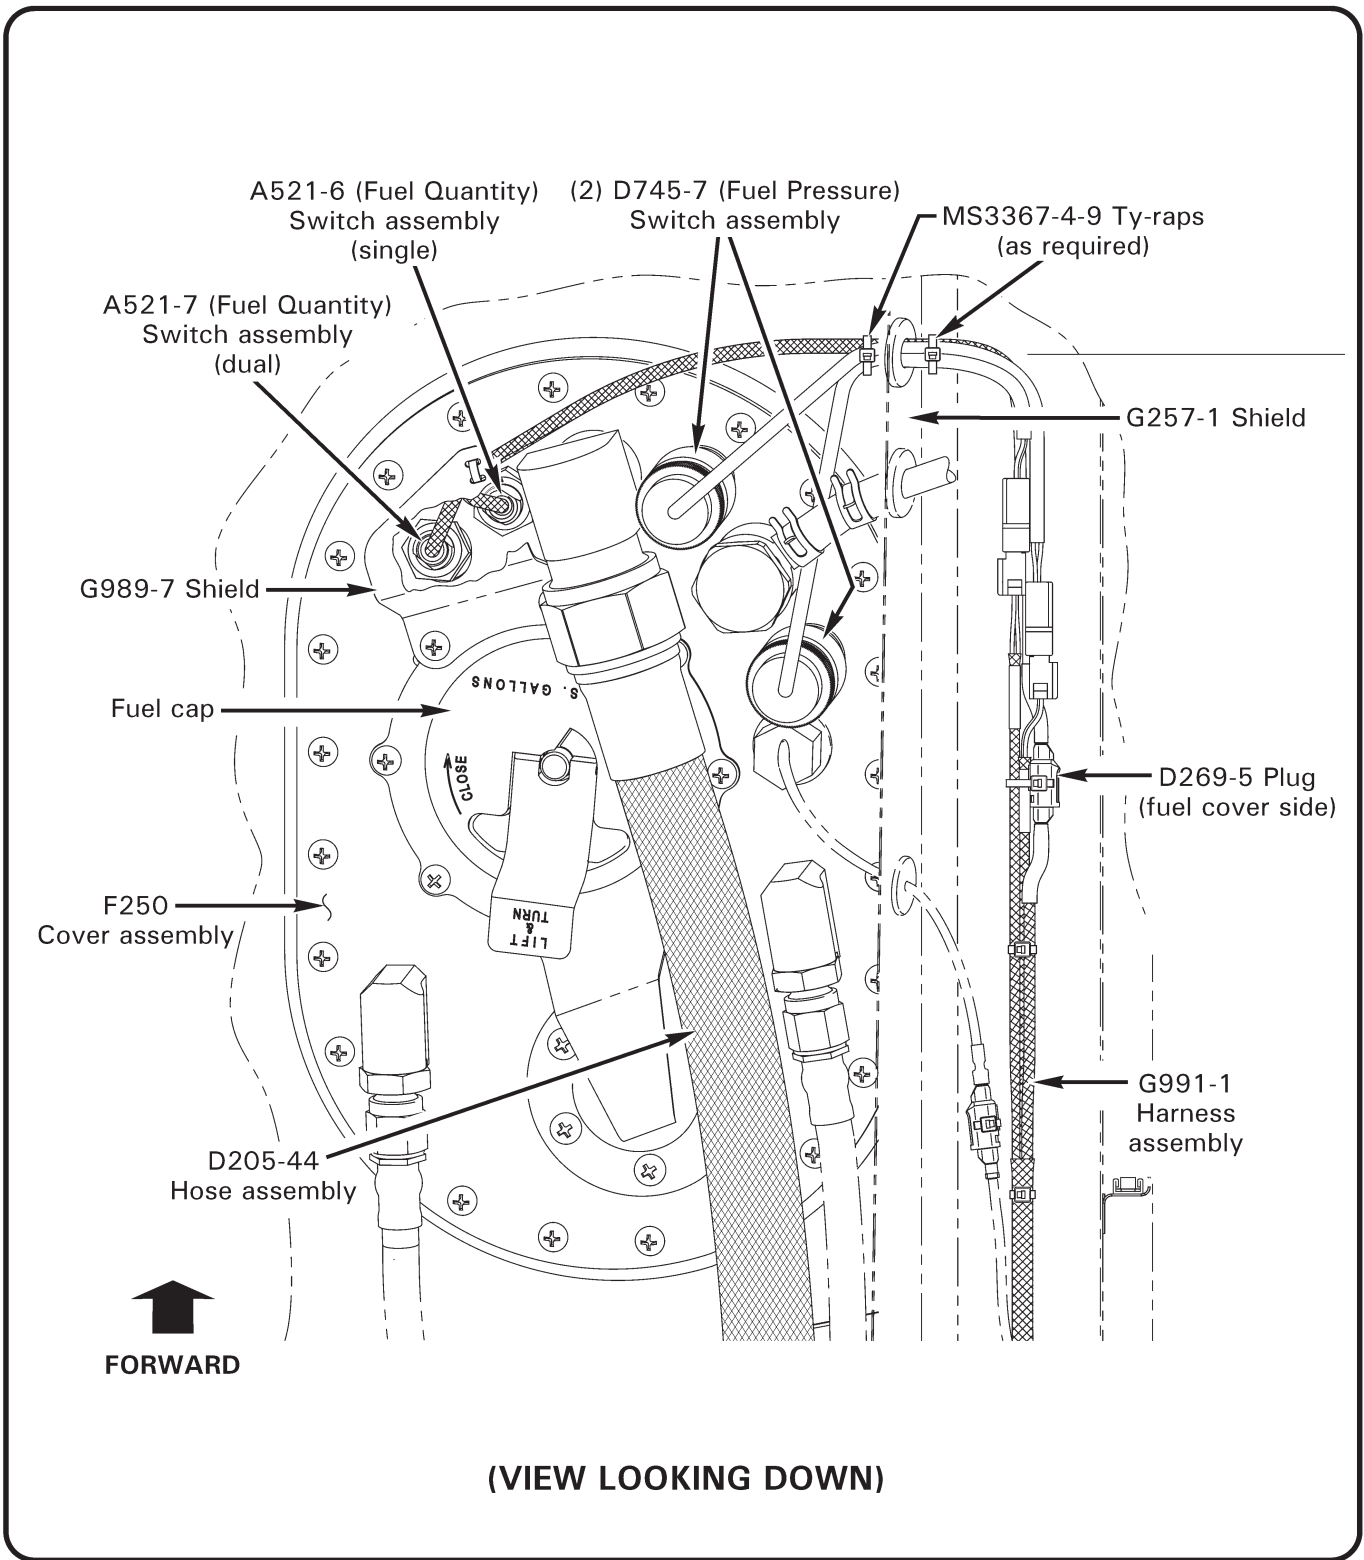 A521-6 (Fuel Quantity)
Switch assembly
(single)
(2) D745-7 (Fuel Pressure)
Switch assembly
MS3367-4-9 Ty-raps
(as required)
A521-7 (Fuel Quantity)
Switch assembly
(dual)
G257-1 Shield
G989-7 Shield
S. GALLONS
Fuel cap
CLOSE
D269-5 Plug
(fuel cover side)
F250
Cover assembly
LIFT
&
TURN
G991-1
Harness
assembly
D205-44
Hose assembly
FORWARD
(VIEW LOOKING DOWN)